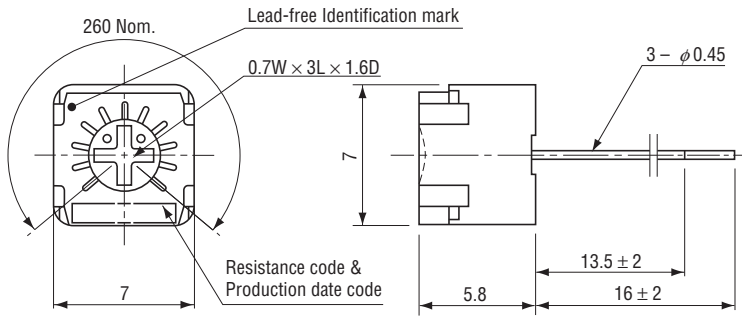 Lead-free Identification mark
260 Nom.
0.7W × 3L × 1.6D
3 – φ0.45
7
Resistance code &
Production date code
7
5.8
13.5 ± 2
16 ± 2